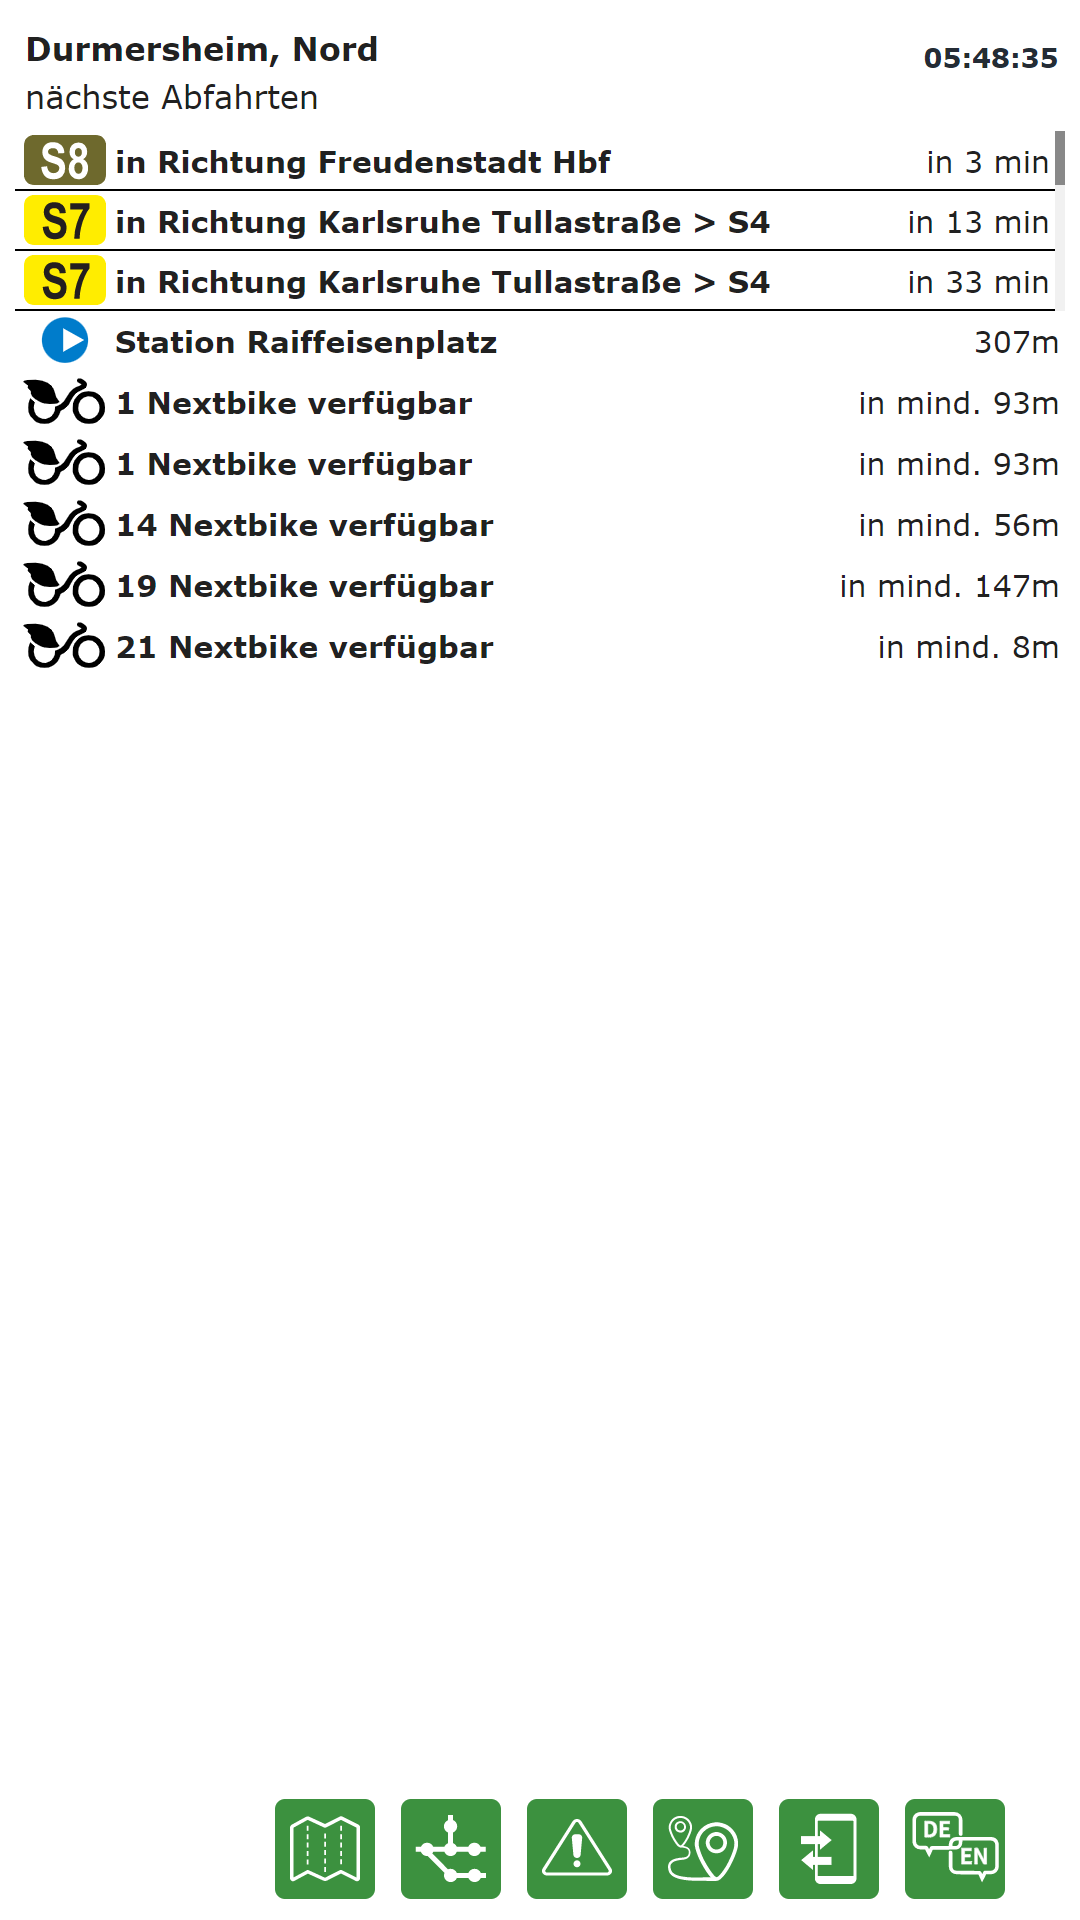 Durmersheim, Nord
05:48:35
nächste Abfahrten
S8 in Richtung Freudenstadt Hbf in 3 min
S7 in Richtung Karlsruhe Tullastraße > S4 in 13 min
S7 in Richtung Karlsruhe Tullastraße > S4 in 33 min
Station Raiffeisenplatz 307m
1 Nextbike verfügbar in mind. 93m
1 Nextbike verfügbar in mind. 93m
14 Nextbike verfügbar in mind. 56m
19 Nextbike verfügbar in mind. 147m
21 Nextbike verfügbar in mind. 8m
DE
EN